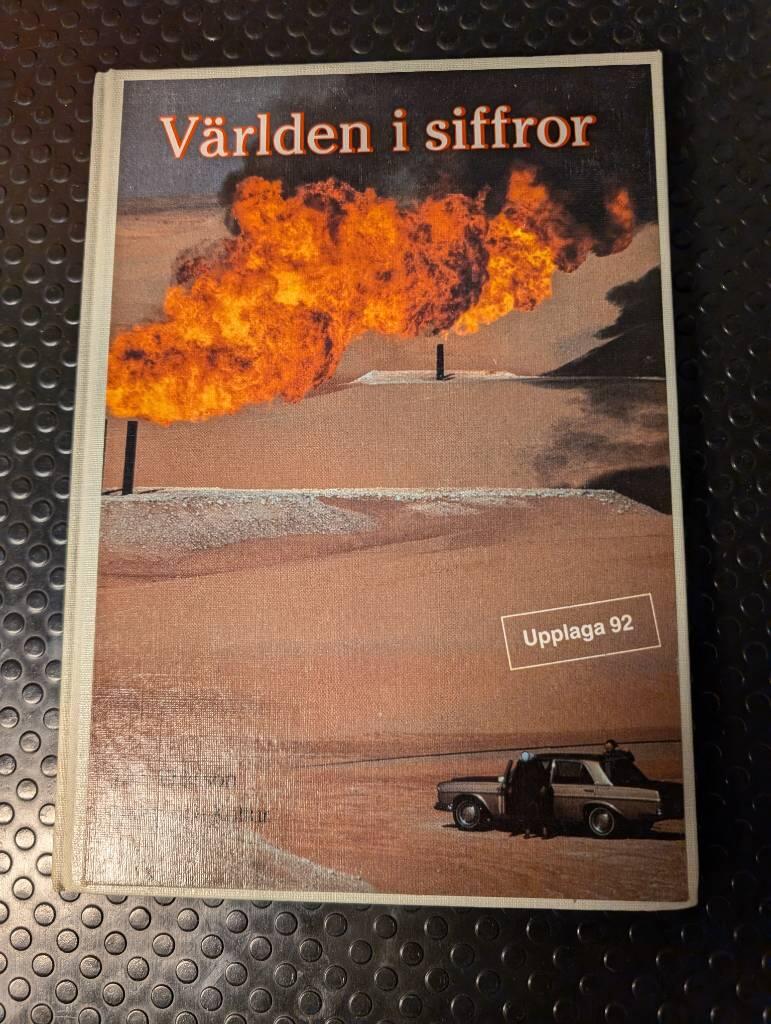 Världen i siffror
Upplaga 92